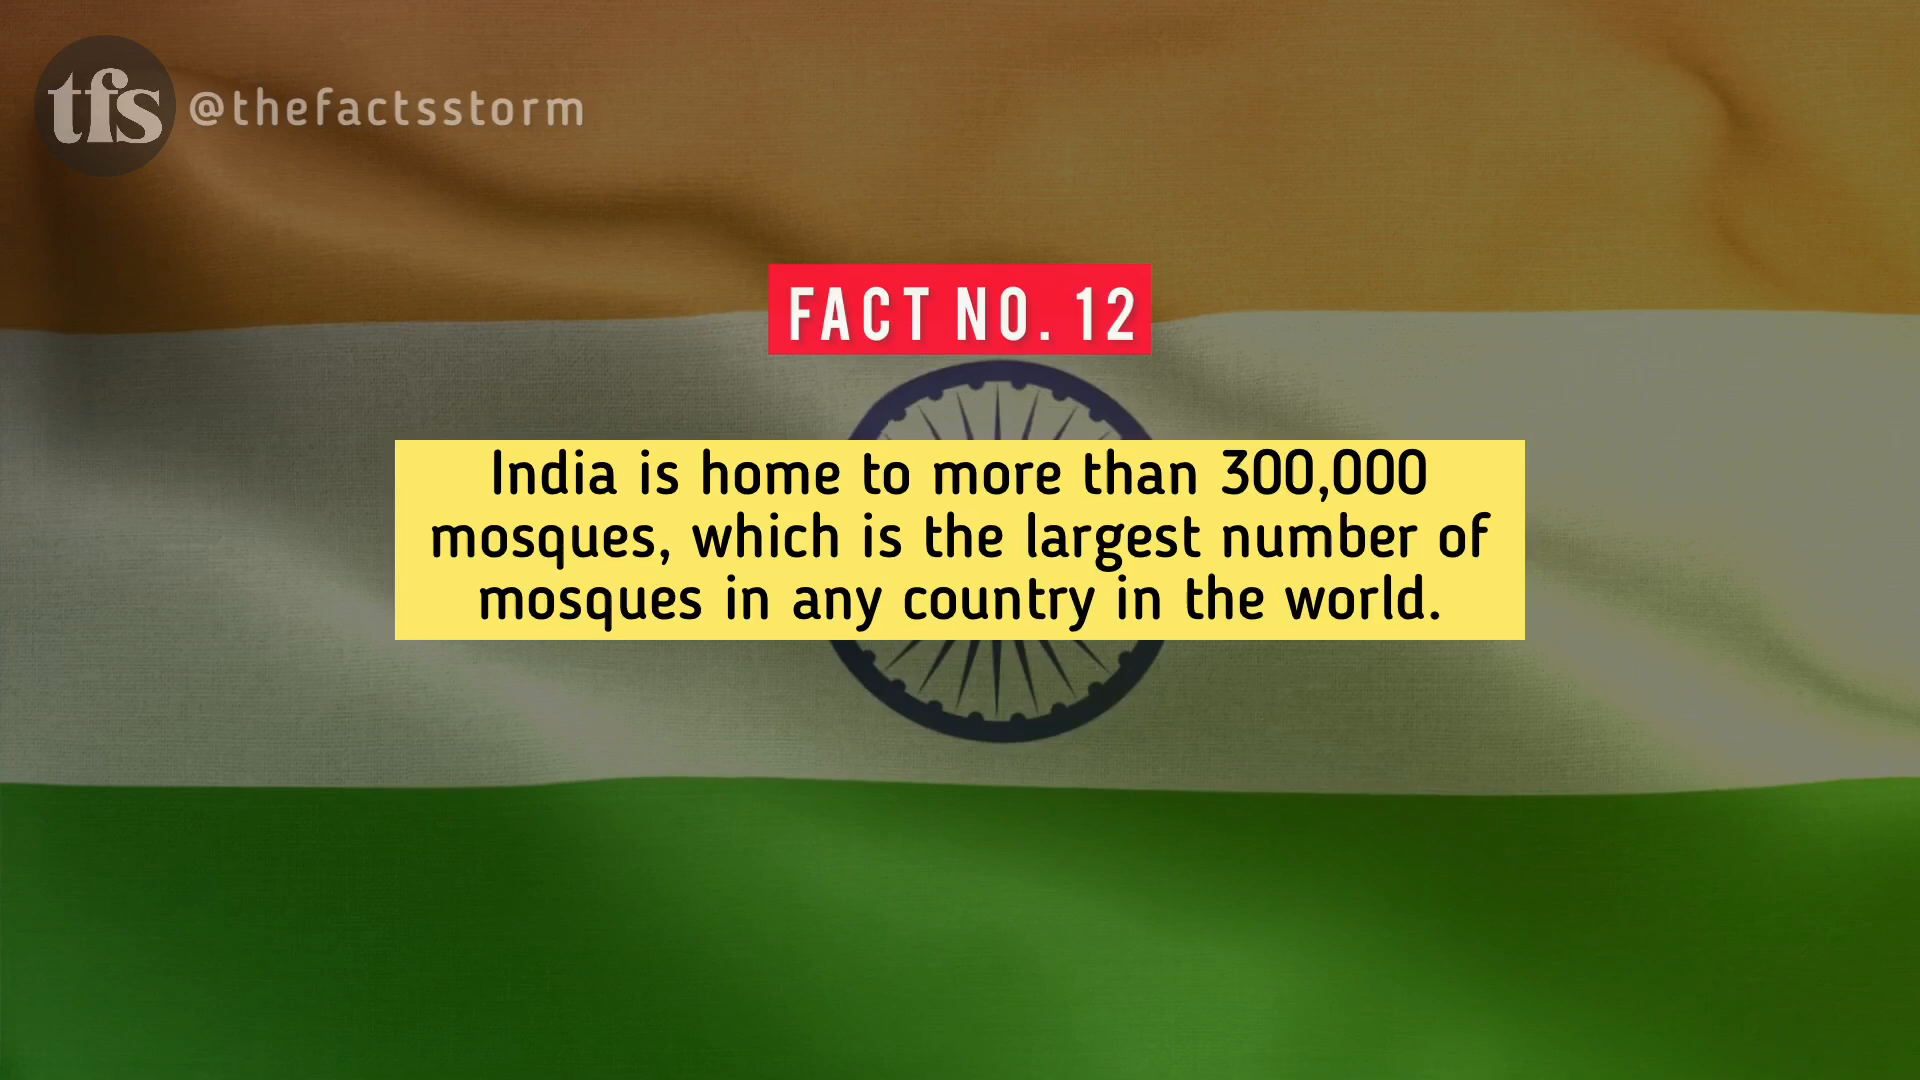 tfs @thefactsstorm
FACT NO. 12
India is home to more than 300,000
mosques, which is the largest number of
mosques in any country in the world.